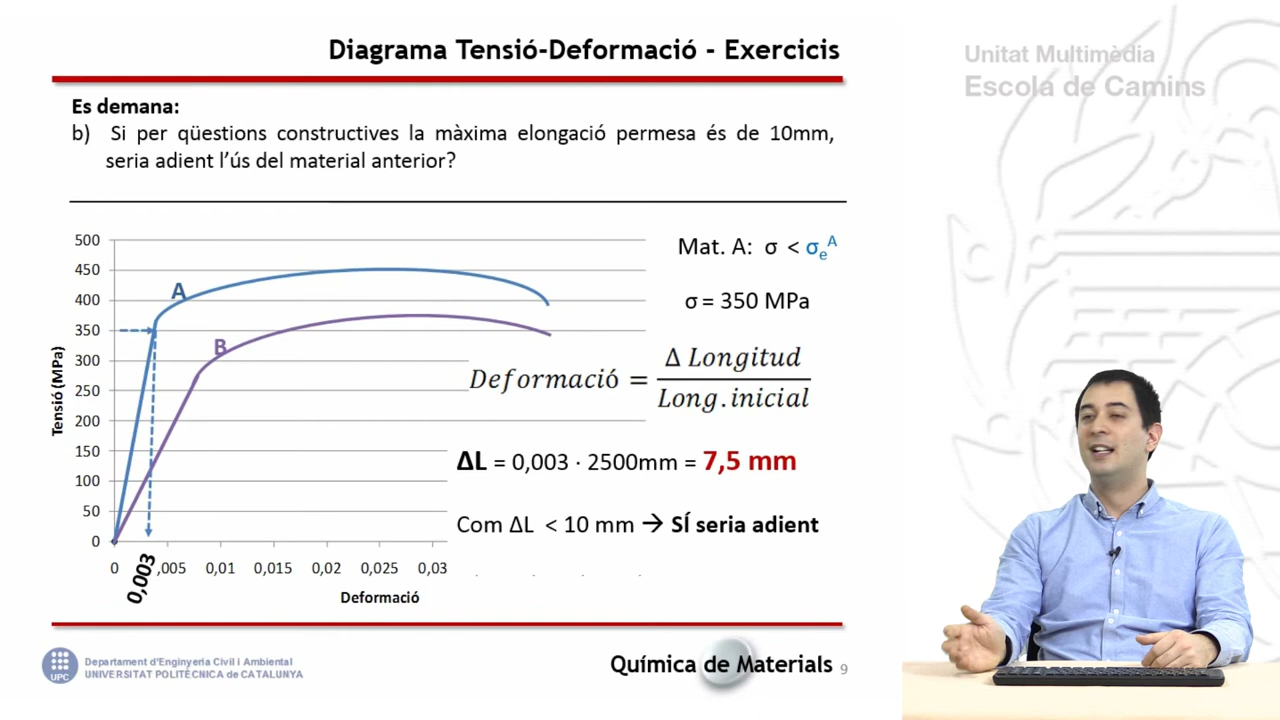 Diagrama Tensió-Deformació - Exercicis
Unitat Multimèdia
Escola de Camins
Es demana:
b) Si per qüestions constructives la màxima elongació permesa és de 10mm,
seria adient l'ús del material anterior?
500
450
400
350
300
250
200
150
100
50
0
Tensió (MPa)
A
B
0
0,003
,005
0,01
0,015
0,02
0,025
0,03
Deformació
Mat. A: σ < σₑᴬ
σ = 350 MPa
Deformació = Δ Longitud / Long.inicial
ΔL = 0,003 · 2500mm = 7,5 mm
Com ΔL < 10 mm → SÍ seria adient
UPC
Departament d'Enginyeria Civil i Ambiental
UNIVERSITAT POLITÈCNICA de CATALUNYA
Química de Materials 9